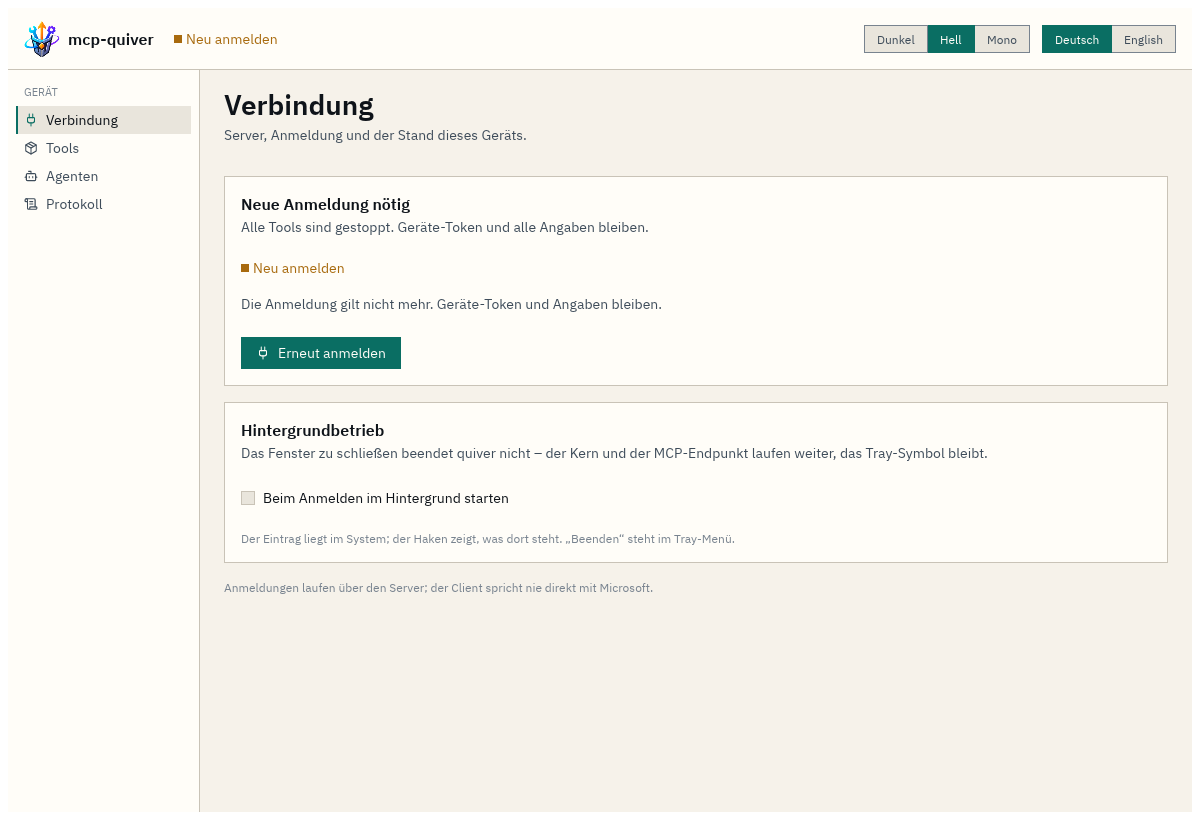 mcp-quiver
Neu anmelden
Dunkel
Hell
Mono
Deutsch
English
GERÄT
Verbindung
Tools
Agenten
Protokoll
Verbindung
Server, Anmeldung und der Stand dieses Geräts.
Neue Anmeldung nötig
Alle Tools sind gestoppt. Geräte-Token und alle Angaben bleiben.
Neu anmelden
Die Anmeldung gilt nicht mehr. Geräte-Token und Angaben bleiben.
Erneut anmelden
Hintergrundbetrieb
Das Fenster zu schließen beendet quiver nicht – der Kern und der MCP-Endpunkt laufen weiter, das Tray-Symbol bleibt.
Beim Anmelden im Hintergrund starten
Der Eintrag liegt im System; der Haken zeigt, was dort steht. „Beenden“ steht im Tray-Menü.
Anmeldungen laufen über den Server; der Client spricht nie direkt mit Microsoft.